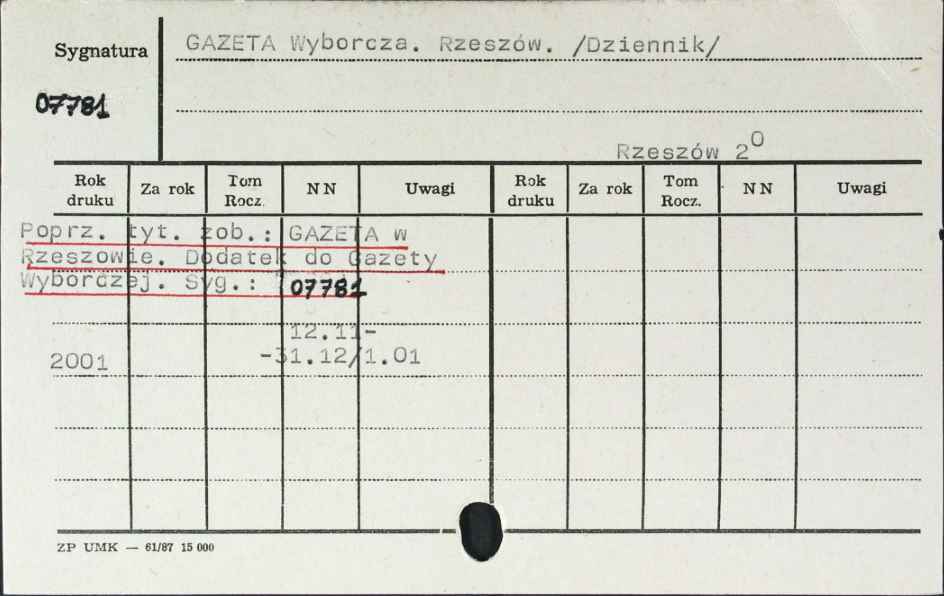 Sygnatura
GAZETA Wyborcza. Rzeszów. /Dziennik/
07781
Rzeszów 2⁰
Rok druku Za rok Tom Rocz. NN Uwagi Rok druku Za rok Tom Rocz. NN Uwagi
Poprz. tyt. zob.: GAZETA w
Rzeszowie. Dodatek do Gazety
Wyborczej. Syg.: 07781
12.11-
2001 -31.12/1.01
ZP UMK — 61/87 15 000